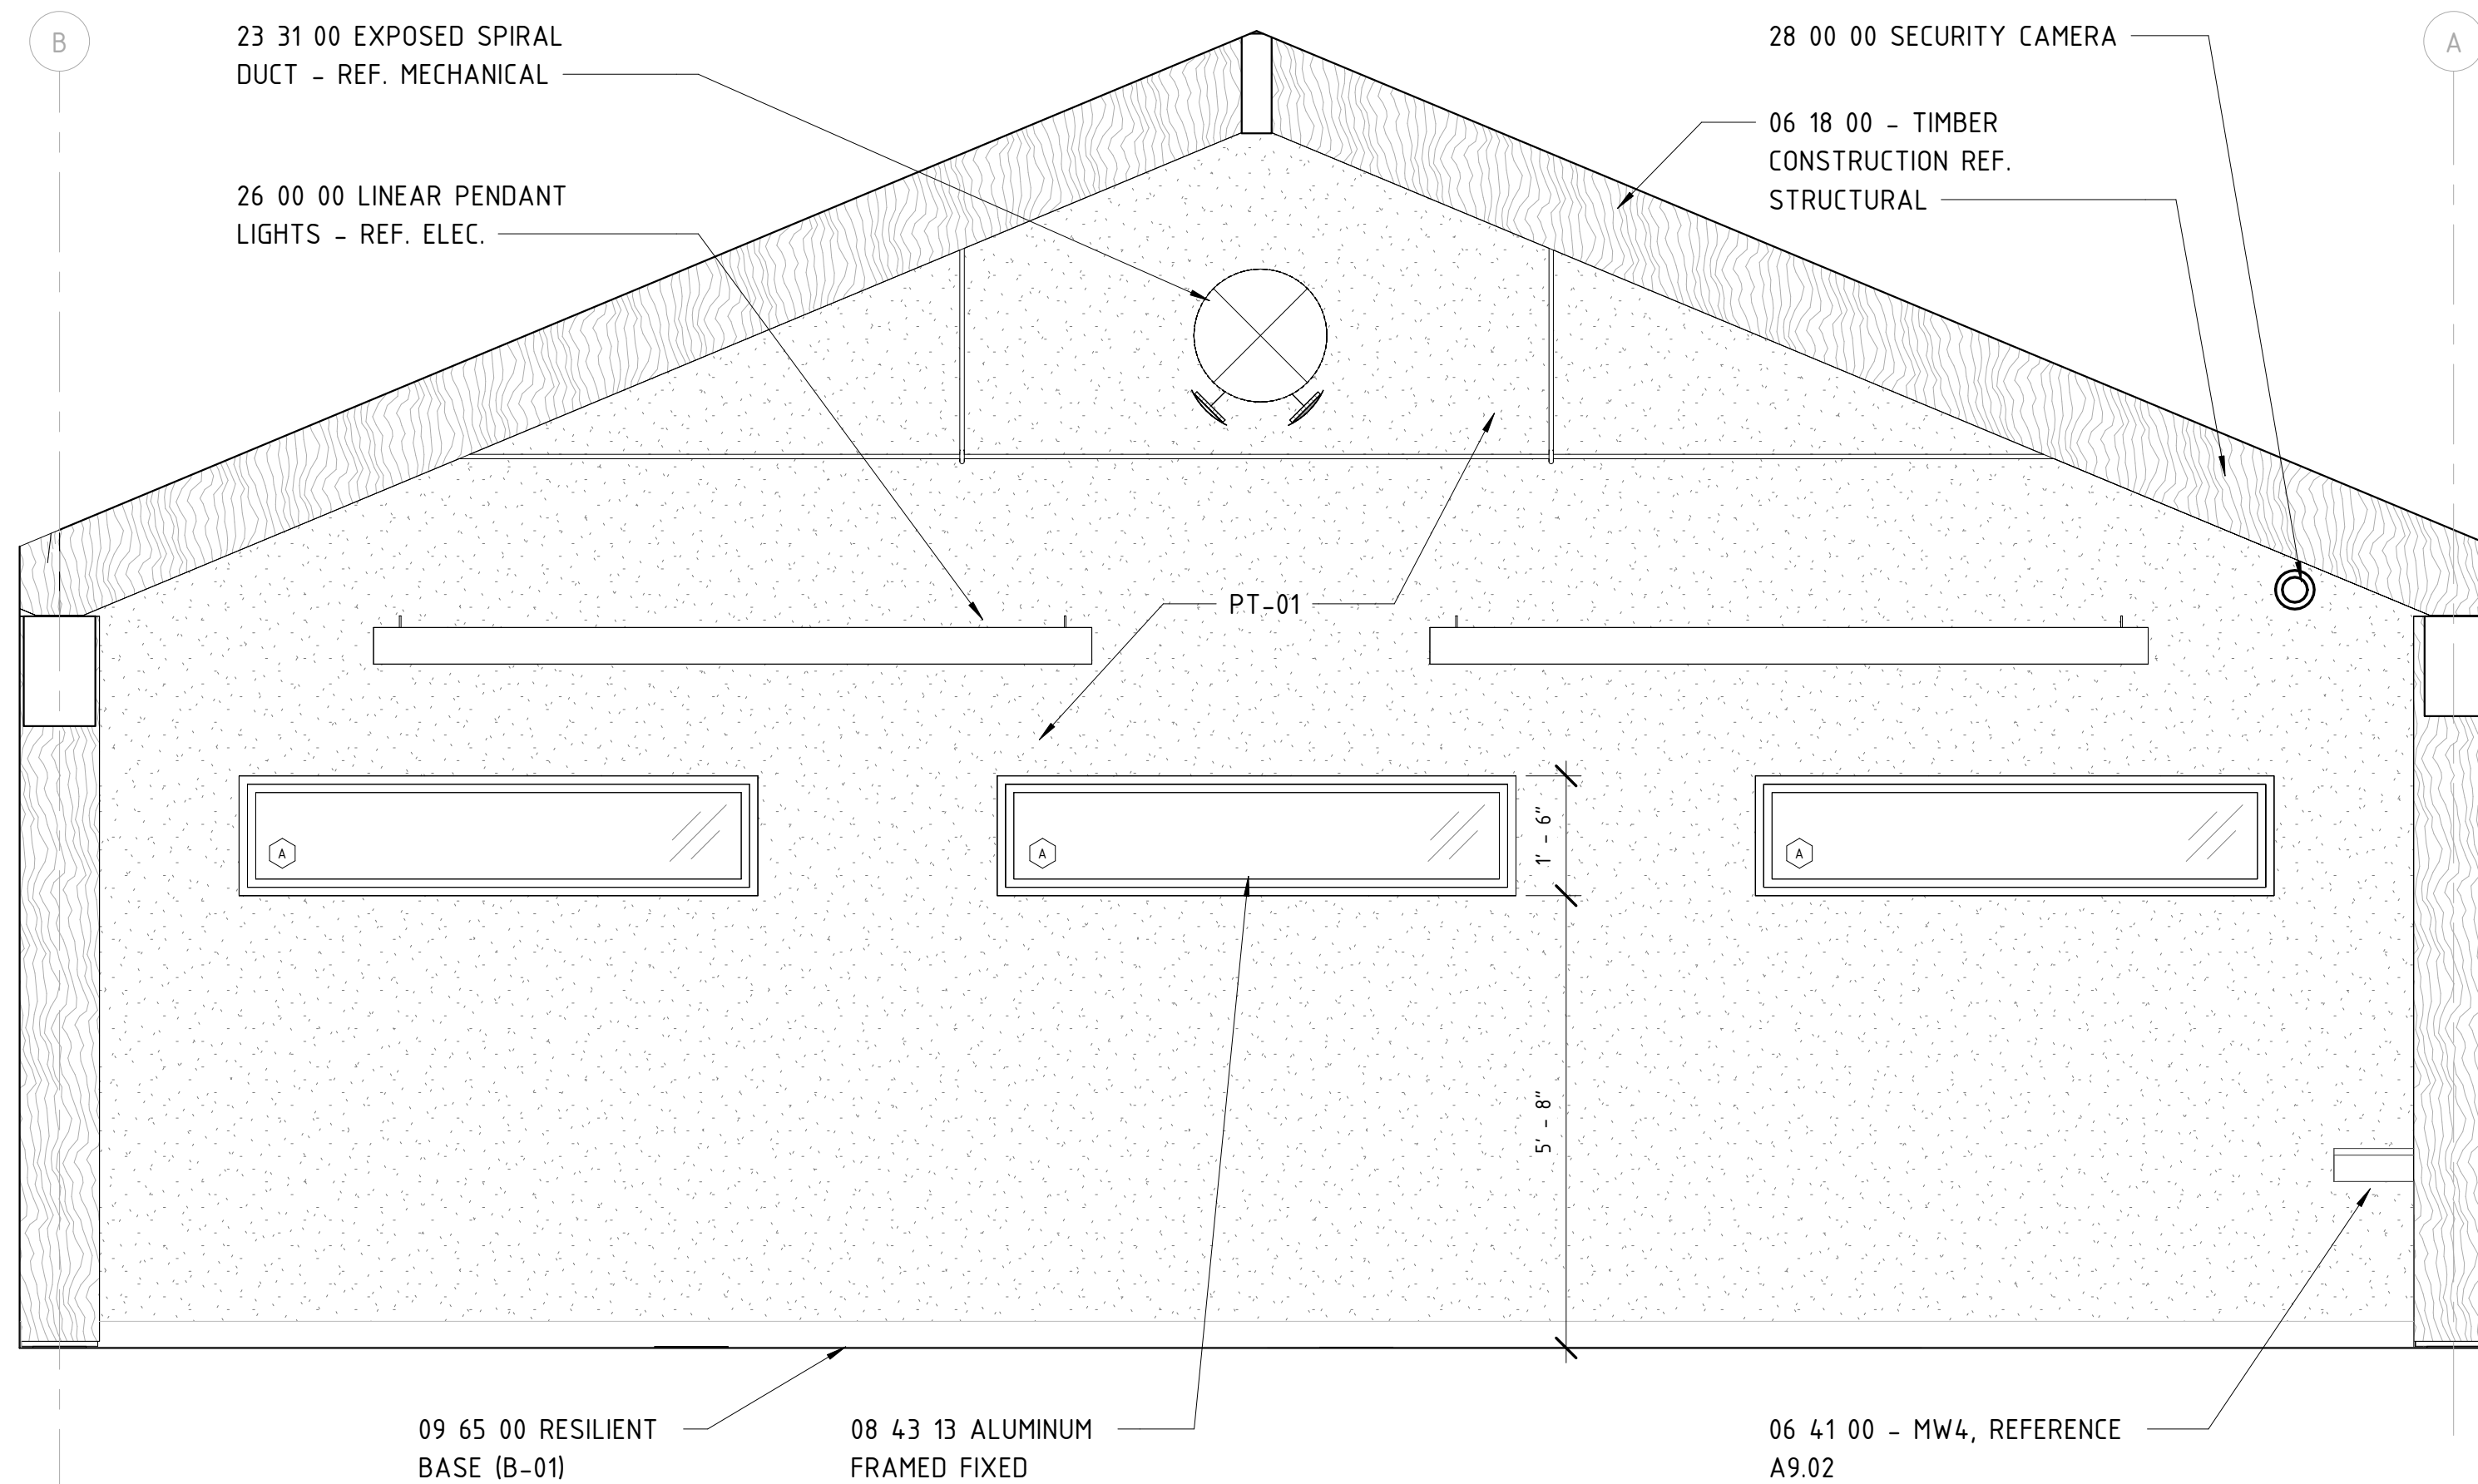 B
23 31 00 EXPOSED SPIRAL
DUCT - REF. MECHANICAL
28 00 00 SECURITY CAMERA
A
06 18 00 - TIMBER
CONSTRUCTION REF.
STRUCTURAL
26 00 00 LINEAR PENDANT
LIGHTS - REF. ELEC.
PT-01
A
A
1' - 6"
A
5' - 8"
09 65 00 RESILIENT
BASE (B-01)
08 43 13 ALUMINUM
FRAMED FIXED
06 41 00 - MW4, REFERENCE
A9.02